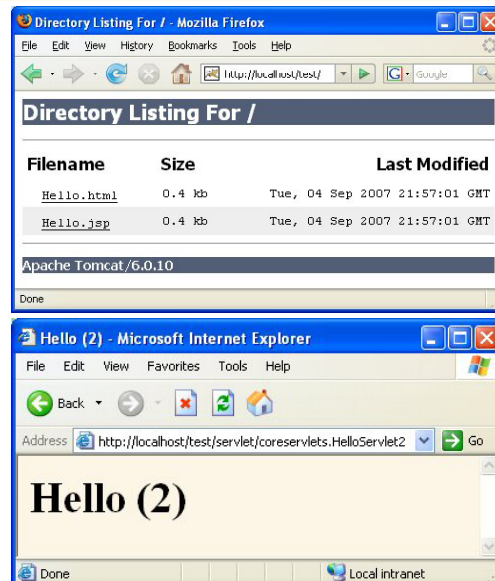 Directory Listing For / - Mozilla Firefox
File Edit View History Bookmarks Tools Help
http://localhost/test/ G Google
Directory Listing For /
Filename Size Last Modified
Hello.html 0.4 kb Tue, 04 Sep 2007 21:57:01 GMT
Hello.jsp 0.4 kb Tue, 04 Sep 2007 21:57:01 GMT
Apache Tomcat/6.0.10
Done
Hello (2) - Microsoft Internet Explorer
File Edit View Favorites Tools Help
Back
Address http://localhost/test/servlet/coreservlets.HelloServlet2 Go
Hello (2)
Done Local intranet